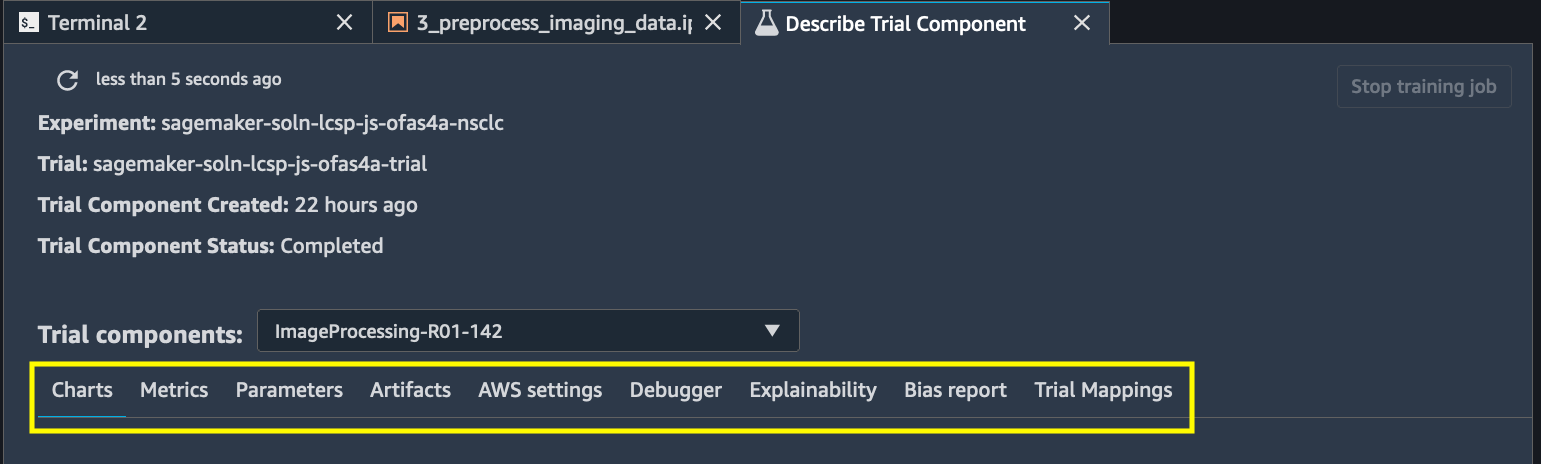 $_ Terminal 2
3_preprocess_imaging_data.ip
Describe Trial Component
less than 5 seconds ago
Stop training job
Experiment: sagemaker-soln-lcsp-js-ofas4a-nsclc
Trial: sagemaker-soln-lcsp-js-ofas4a-trial
Trial Component Created: 22 hours ago
Trial Component Status: Completed
Trial components: ImageProcessing-R01-142
Charts Metrics Parameters Artifacts AWS settings Debugger Explainability Bias report Trial Mappings